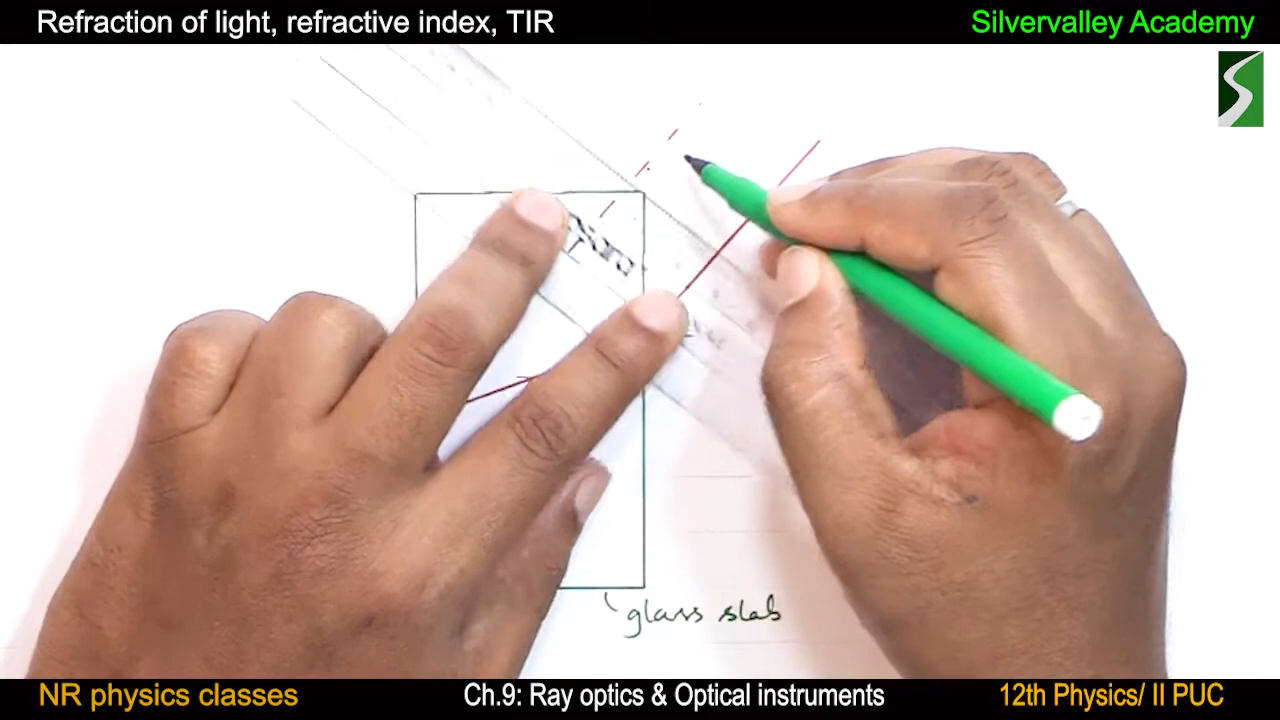 Refraction of light, refractive index, TIR
Silvervalley Academy
glass slab
NR physics classes
Ch.9: Ray optics & Optical instruments
12th Physics/ II PUC